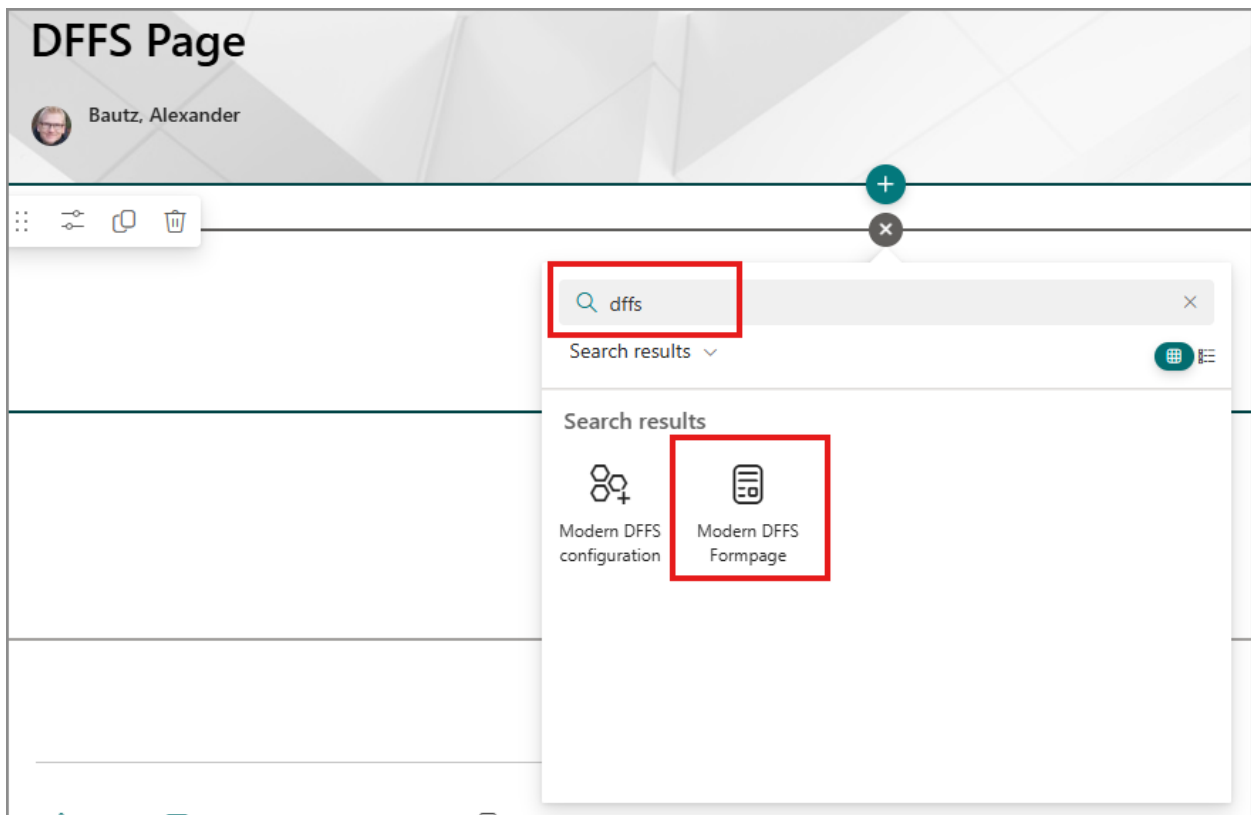 DFFS Page
Bautz, Alexander
dffs
Search results
Search results
Modern DFFS
configuration
Modern DFFS
Formpage